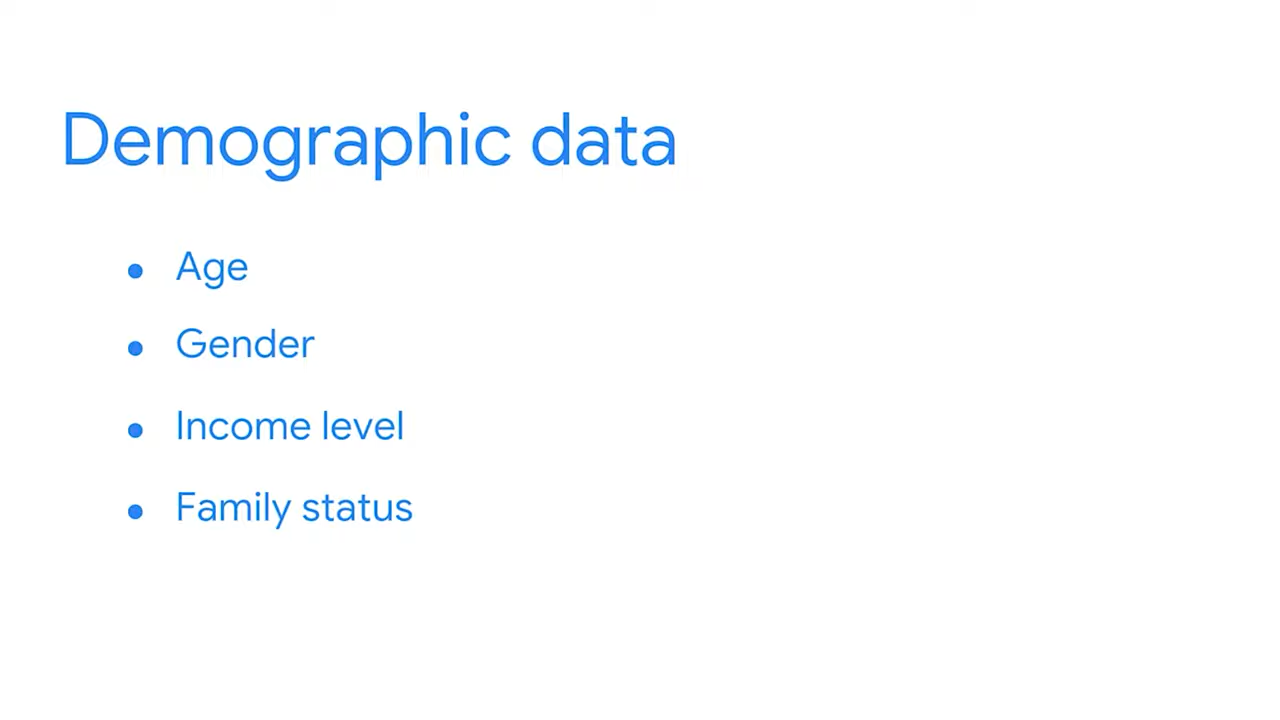 Demographic data
• Age
• Gender
• Income level
• Family status